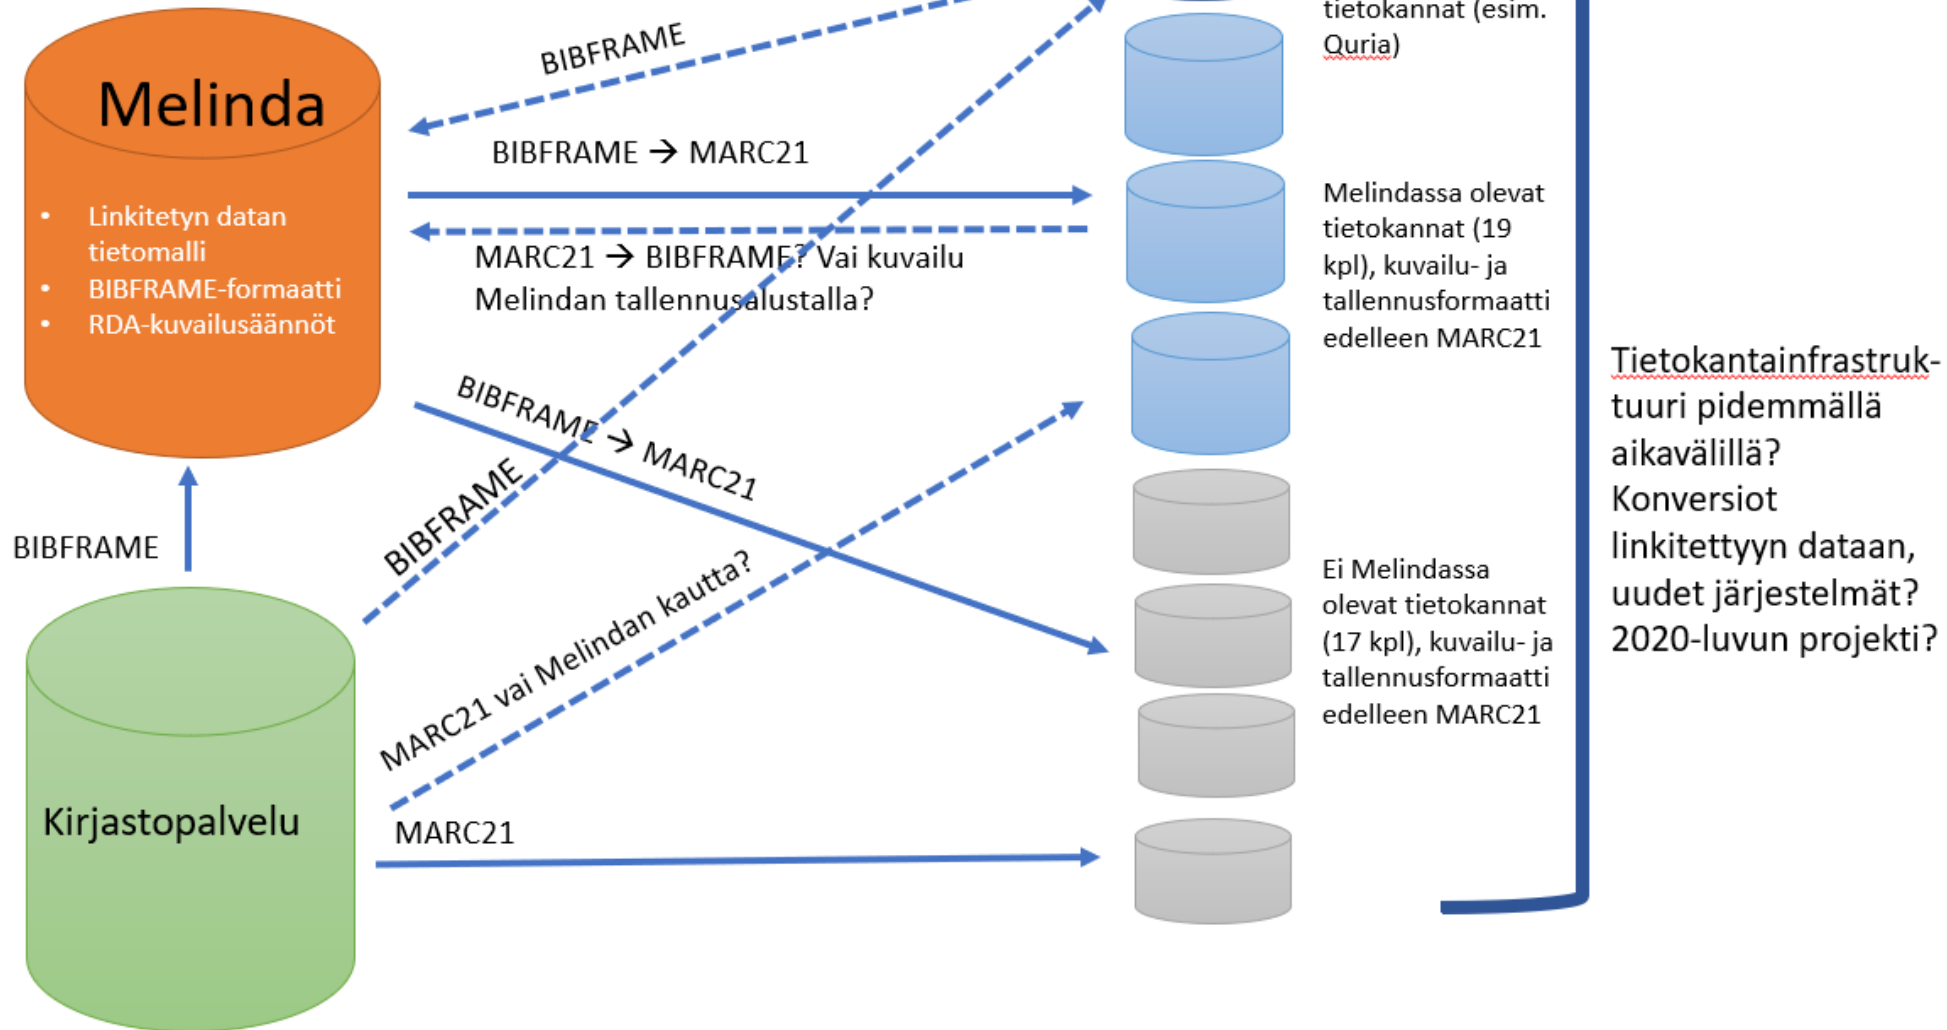 Melinda
• Linkitetyn datan
tietomalli
• BIBFRAME-formaatti
• RDA-kuvailusäännöt
BIBFRAME
Kirjastopalvelu
BIBFRAME
BIBFRAME → MARC21
MARC21 → BIBFRAME? Vai kuvailu
Melindan tallennusalustalla?
BIBFRAME → MARC21
BIBFRAME
MARC21 vai Melindan kautta?
MARC21
tietokannat (esim.
Quria)
Melindassa olevat
tietokannat (19
kpl), kuvailu- ja
tallennusformaatti
edelleen MARC21
Ei Melindassa
olevat tietokannat
(17 kpl), kuvailu- ja
tallennusformaatti
edelleen MARC21
Tietokantainfrastruk-
tuuri pidemmällä
aikavälillä?
Konversiot
linkitettyyn dataan,
uudet järjestelmät?
2020-luvun projekti?